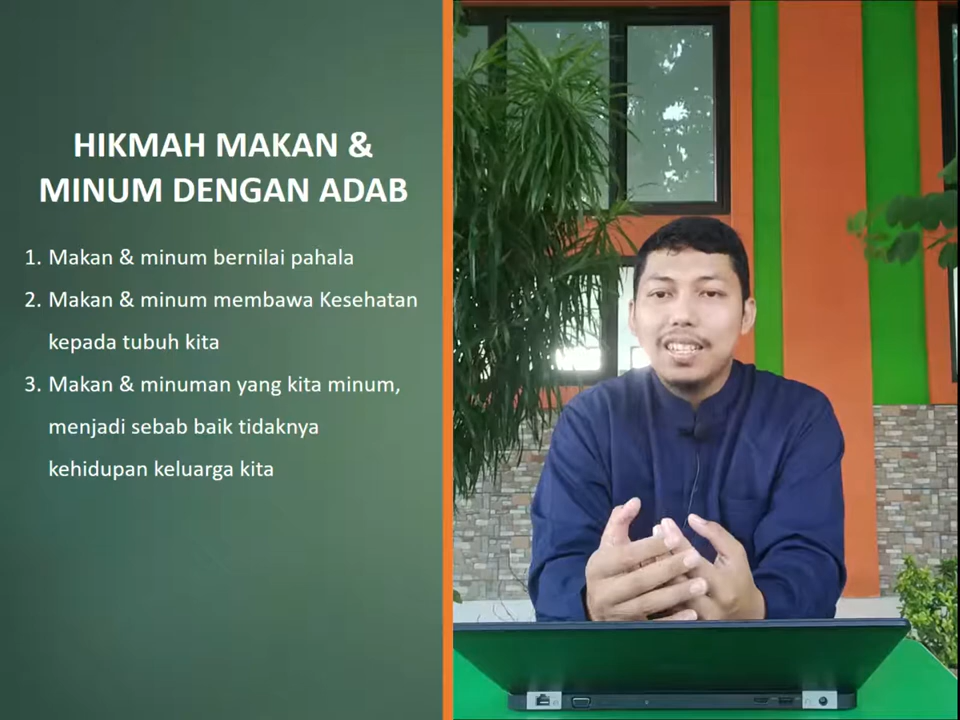 HIKMAH MAKAN &
MINUM DENGAN ADAB
1. Makan & minum bernilai pahala
2. Makan & minum membawa Kesehatan
kepada tubuh kita
3. Makan & minuman yang kita minum,
menjadi sebab baik tidaknya
kehidupan keluarga kita